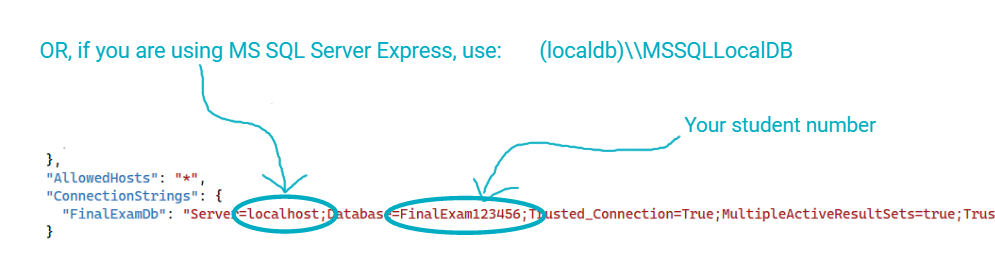 OR, if you are using MS SQL Server Express, use: (localdb)\\MSSQLLocalDB
Your student number
},
"AllowedHosts": "*",
"ConnectionStrings": {
"FinalExamDb": "Server=localhost;Database=FinalExam123456;Trusted_Connection=True;MultipleActiveResultSets=true;Trus
}